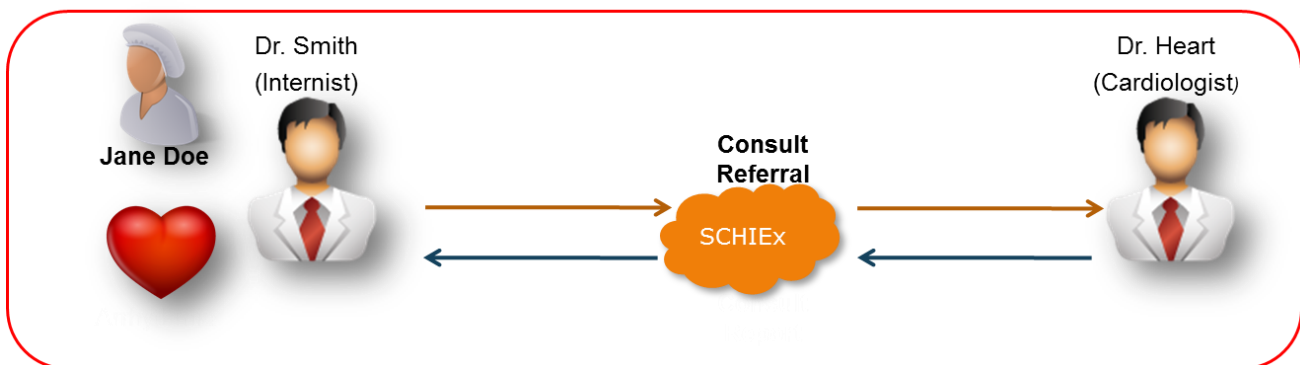 Dr. Smith
(Internist)
Jane Doe
Consult
Referral
SCHIEx
Dr. Heart
(Cardiologist)